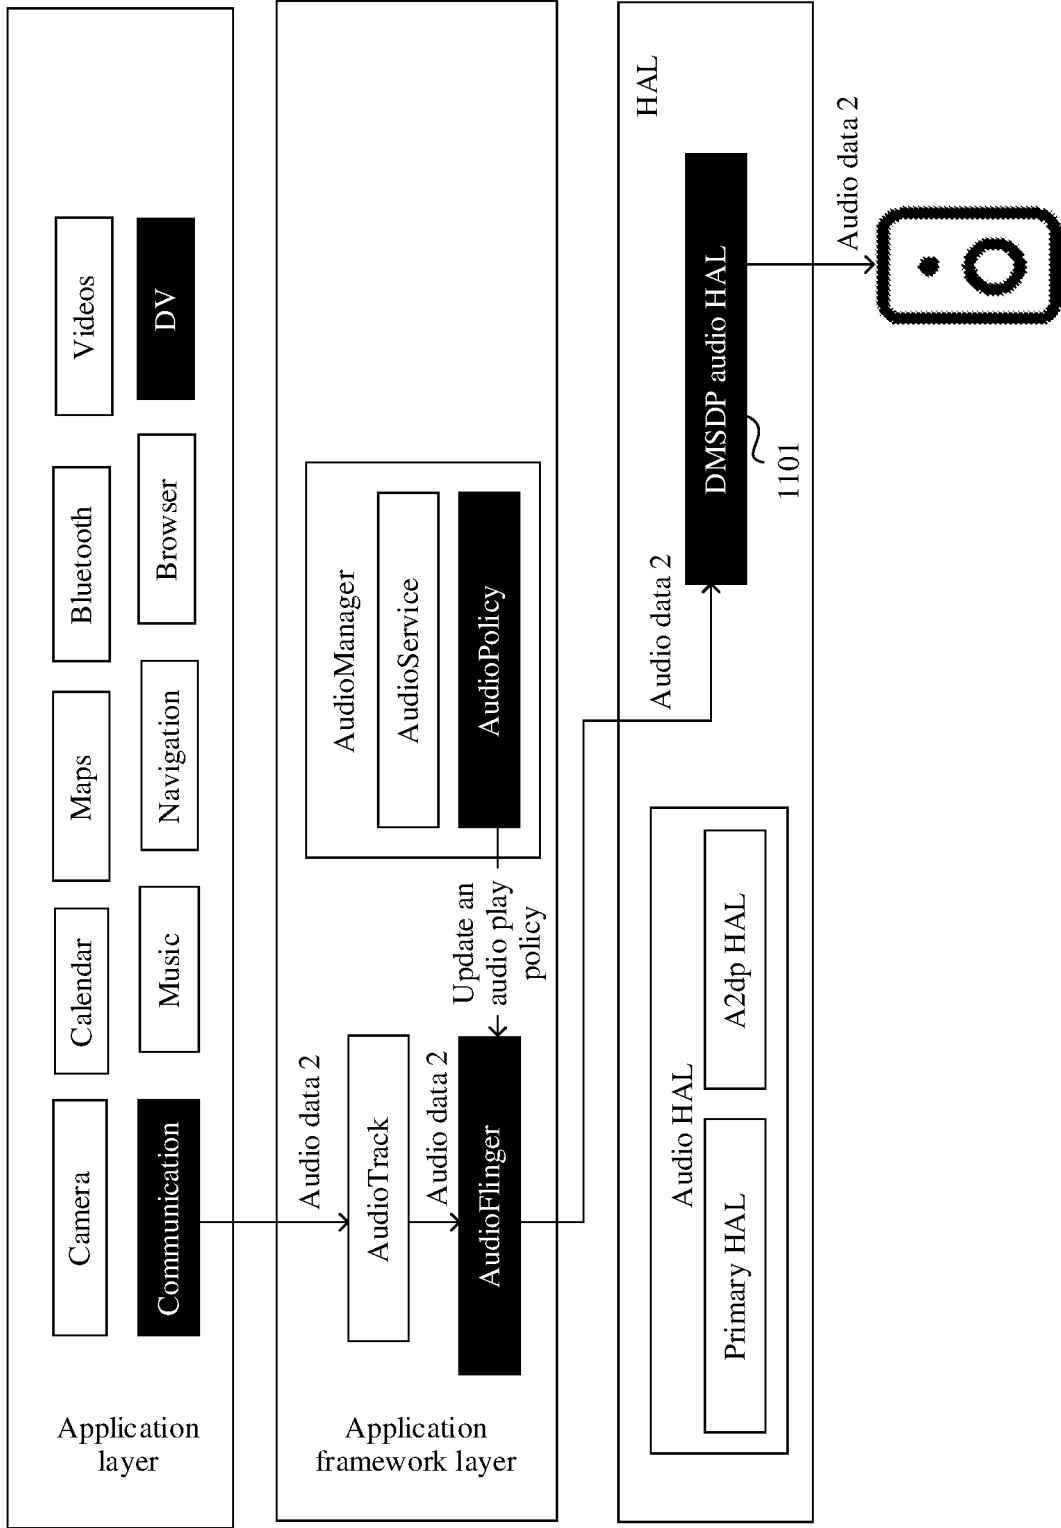 Application
layer
Camera
Calendar
Maps
Bluetooth
Videos
Communication
Music
Navigation
Browser
DV
Application
framework layer
Audio data 2
AudioTrack
Audio data 2
AudioFlinger
Update an
audio play
policy
AudioManager
AudioService
AudioPolicy
HAL
Audio HAL
Primary HAL
A2dp HAL
Audio data 2
DMSDP audio HAL
1101
Audio data 2